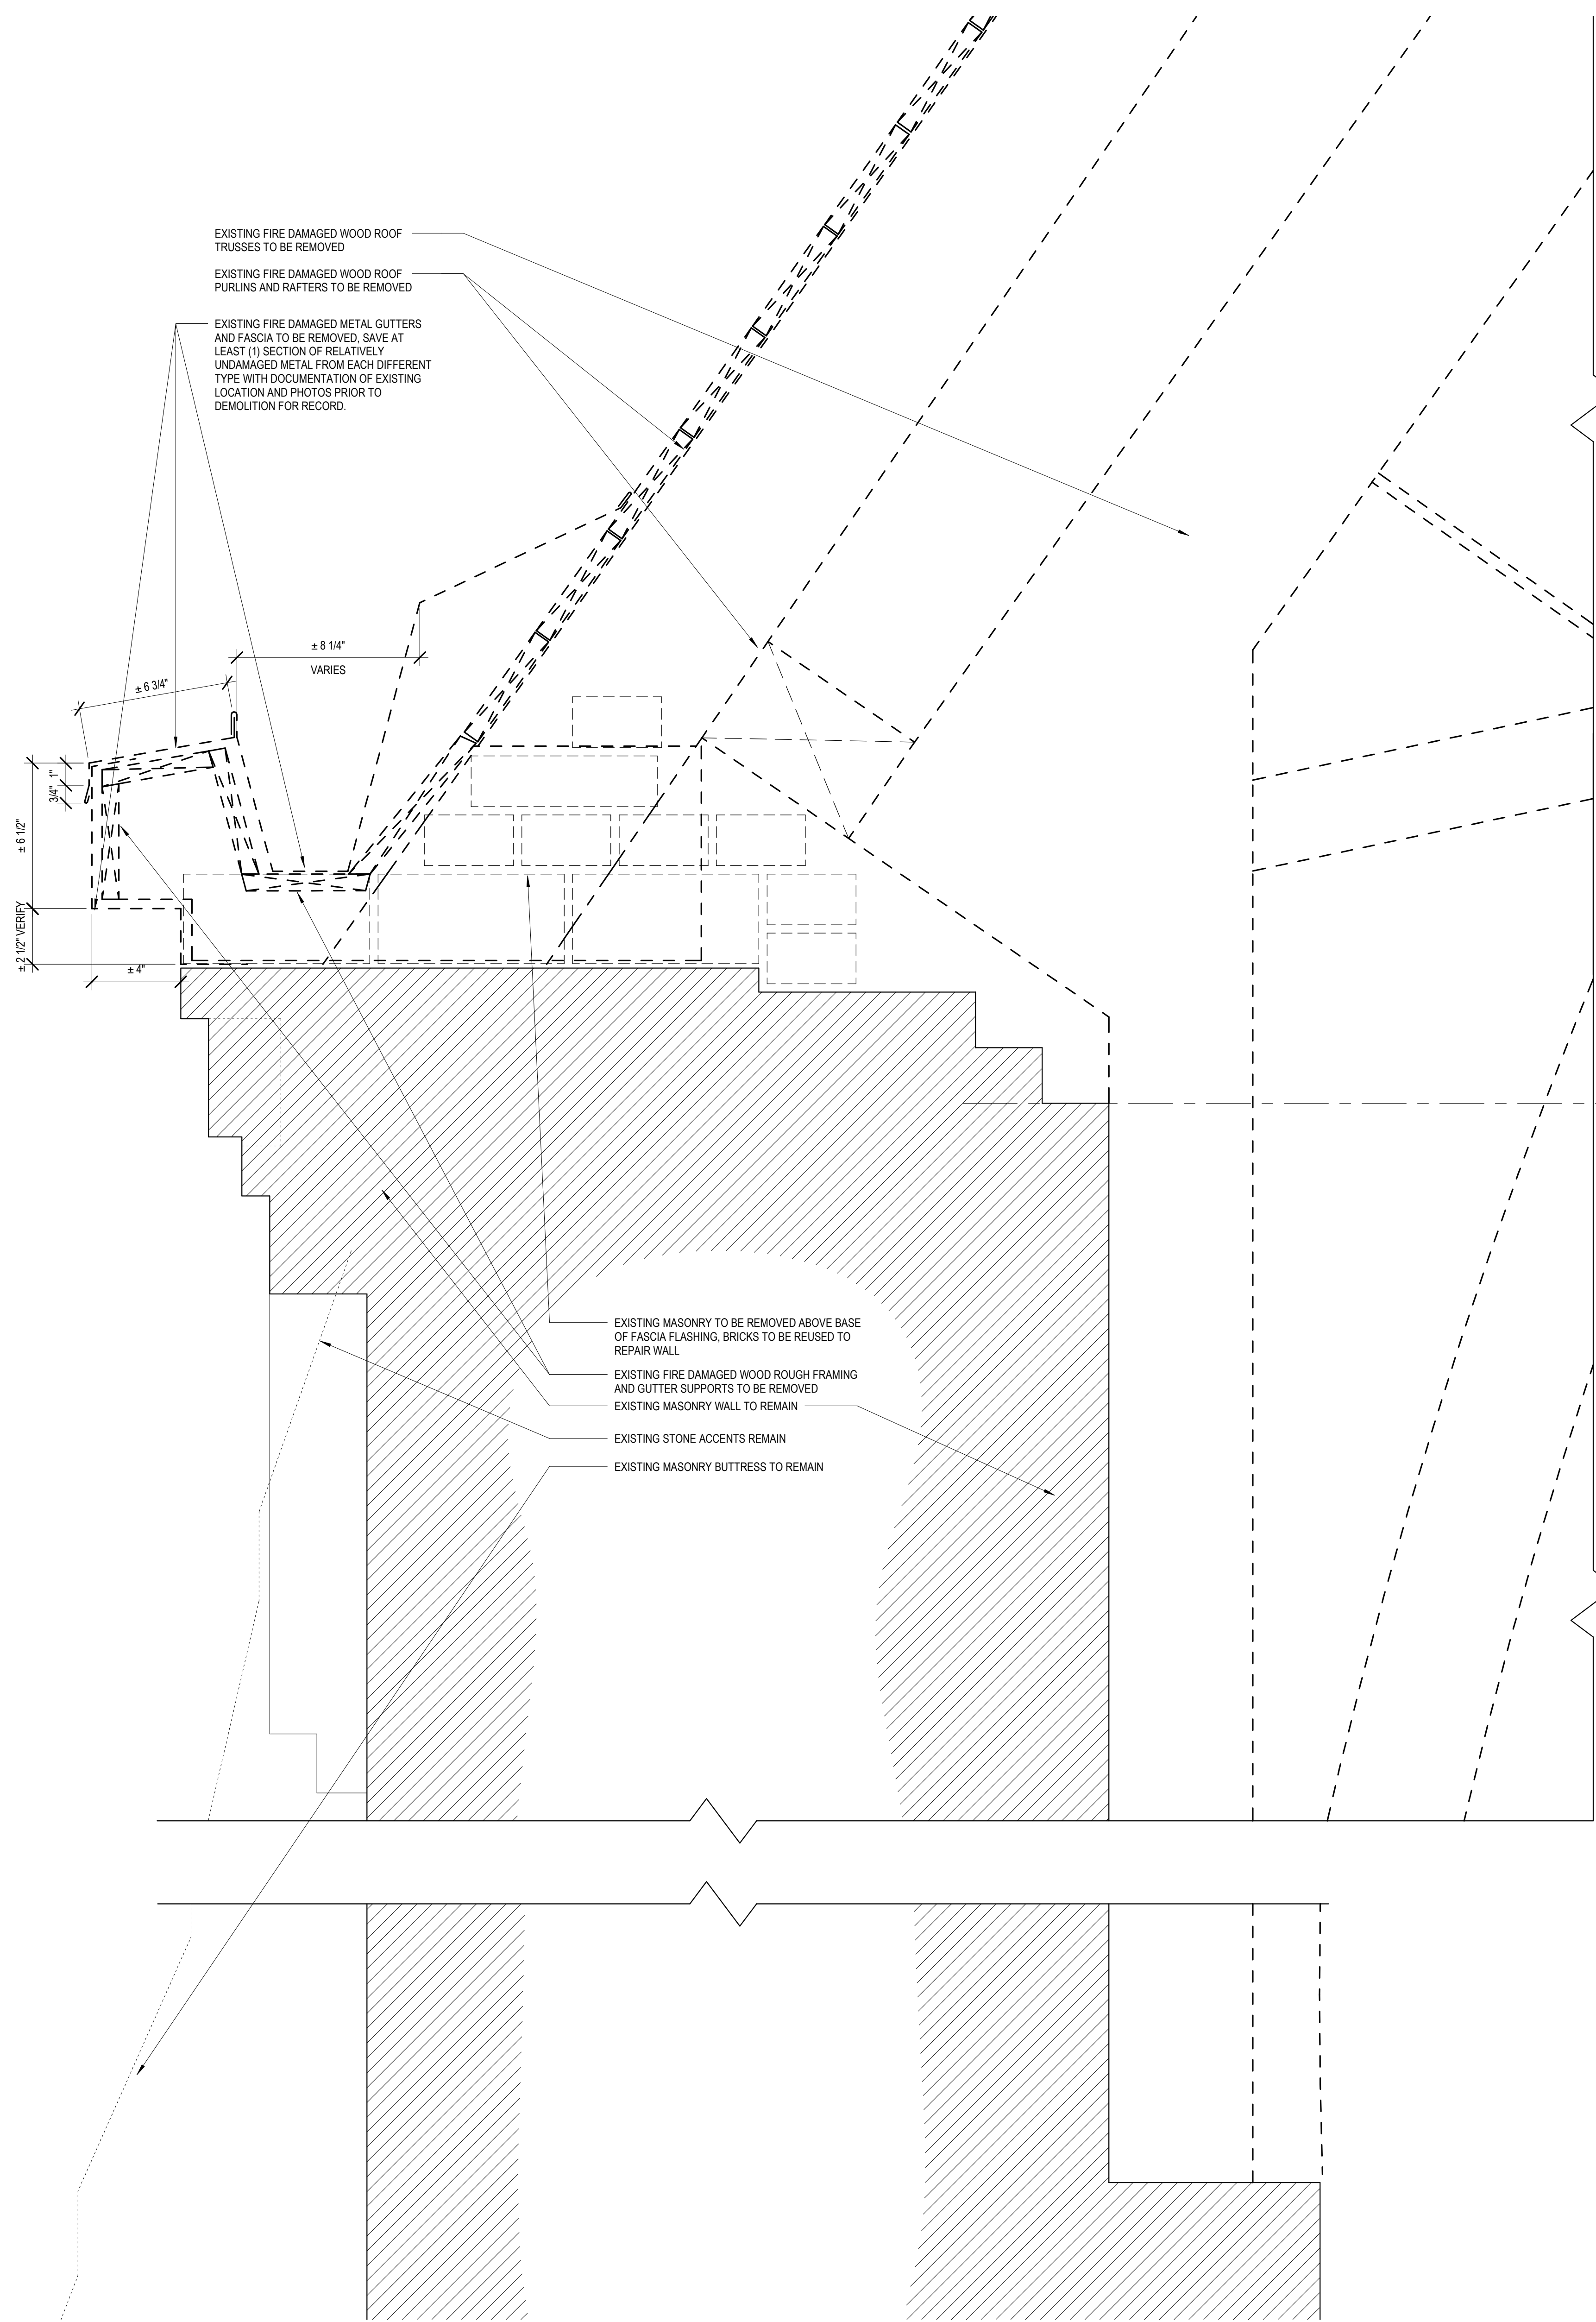 EXISTING FIRE DAMAGED WOOD ROOF
TRUSSES TO BE REMOVED
EXISTING FIRE DAMAGED WOOD ROOF
PURLINS AND RAFTERS TO BE REMOVED
EXISTING FIRE DAMAGED METAL GUTTERS
AND FASCIA TO BE REMOVED, SAVE AT
LEAST (1) SECTION OF RELATIVELY
UNDAMAGED METAL FROM EACH DIFFERENT
TYPE WITH DOCUMENTATION OF EXISTING
LOCATION AND PHOTOS PRIOR TO
DEMOLITION FOR RECORD.
± 8 1/4"
VARIES
± 6 3/4"
1"
3/4"
± 6 1/2"
± 2 1/2" VERIFY
± 4"
EXISTING MASONRY TO BE REMOVED ABOVE BASE
OF FASCIA FLASHING, BRICKS TO BE REUSED TO
REPAIR WALL
EXISTING FIRE DAMAGED WOOD ROUGH FRAMING
AND GUTTER SUPPORTS TO BE REMOVED
EXISTING MASONRY WALL TO REMAIN
EXISTING STONE ACCENTS REMAIN
EXISTING MASONRY BUTTRESS TO REMAIN